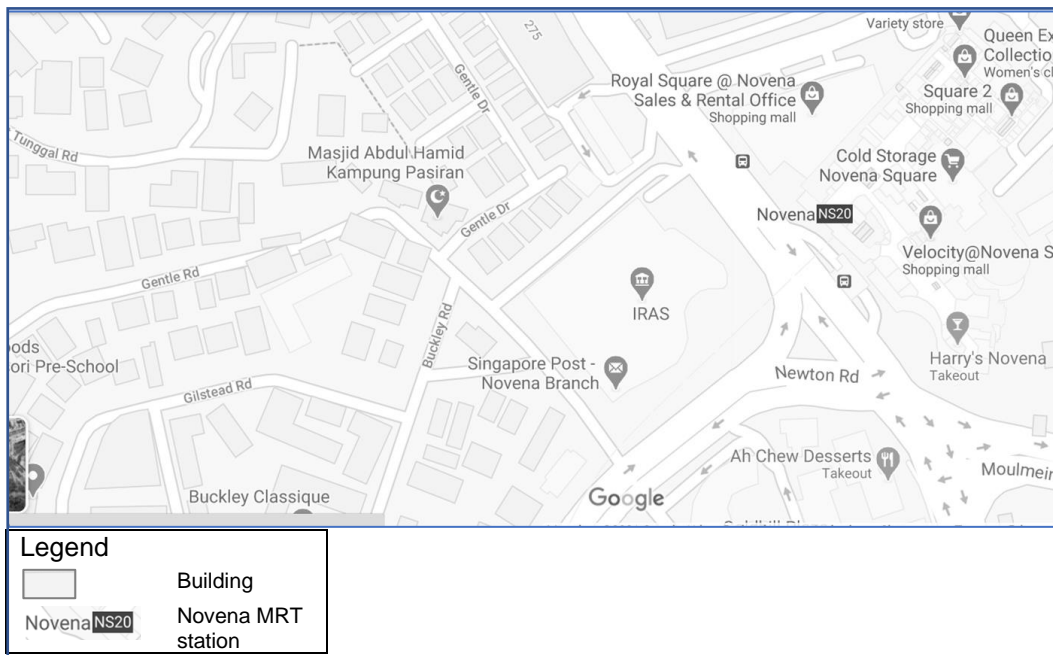 275
Variety store
Queen Ex
Collectio
Women's cl
Royal Square @ Novena
Sales & Rental Office
Shopping mall
Square 2
Shopping mall
Gentle Dr
Tunggal Rd
Masjid Abdul Hamid
Kampung Pasiran
Cold Storage
Novena Square
Novena NS20
Gentle Dr
Velocity@Novena S
Shopping mall
Gentle Rd
IRAS
Buckley Rd
ods
ori Pre-School
Singapore Post -
Novena Branch
Harry's Novena
Takeout
Newton Rd
Gilstead Rd
Ah Chew Desserts
Takeout
Moulmein
Buckley Classique
Google
Legend
Building
Novena NS20
Novena MRT
station